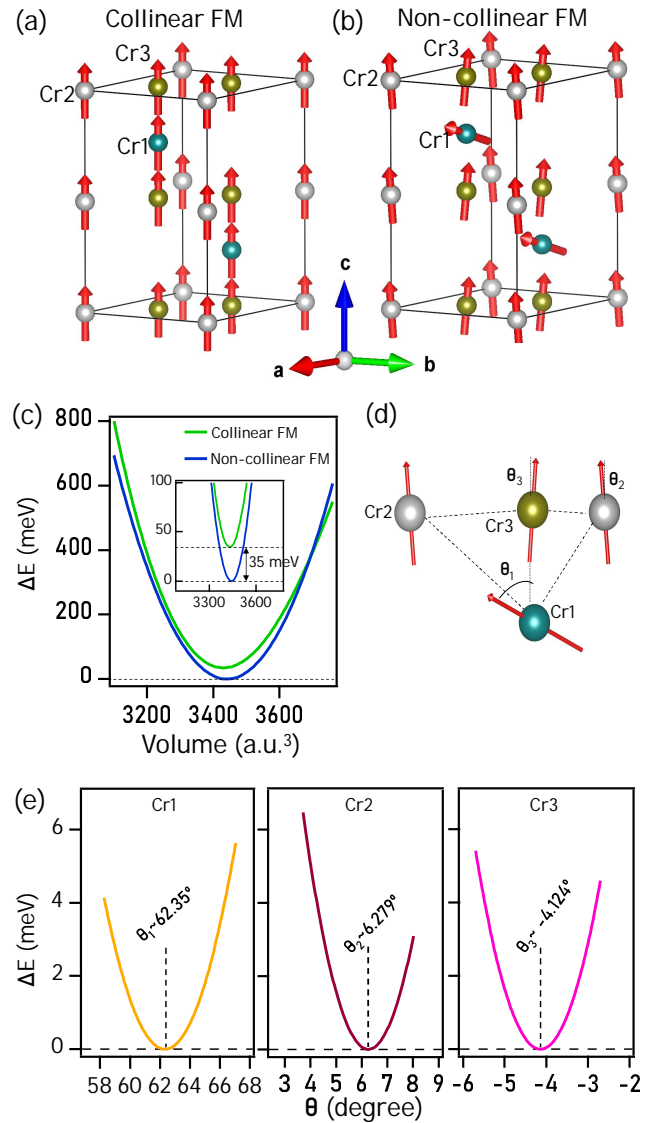 (a) Collinear FM
(b) Non-collinear FM
Cr3
Cr2
Cr1
Cr3
Cr2
Cr1
c
a
b
(c)
800
600
400
200
0
ΔE (meV)
Collinear FM
Non-collinear FM
100
50
0
35 meV
3300 3600
3200 3400 3600
Volume (a.u.³)
(d)
θ₃
θ₂
Cr2
Cr3
θ₁
Cr1
(e)
Cr1 Cr2 Cr3
6
4
2
0
ΔE (meV)
θ₁~62.35º
θ₂~6.279º
θ₃~ -4.124º
58 60 62 64 66 68
3 4 5 6 7 8 9
-6 -5 -4 -3 -2
θ (degree)